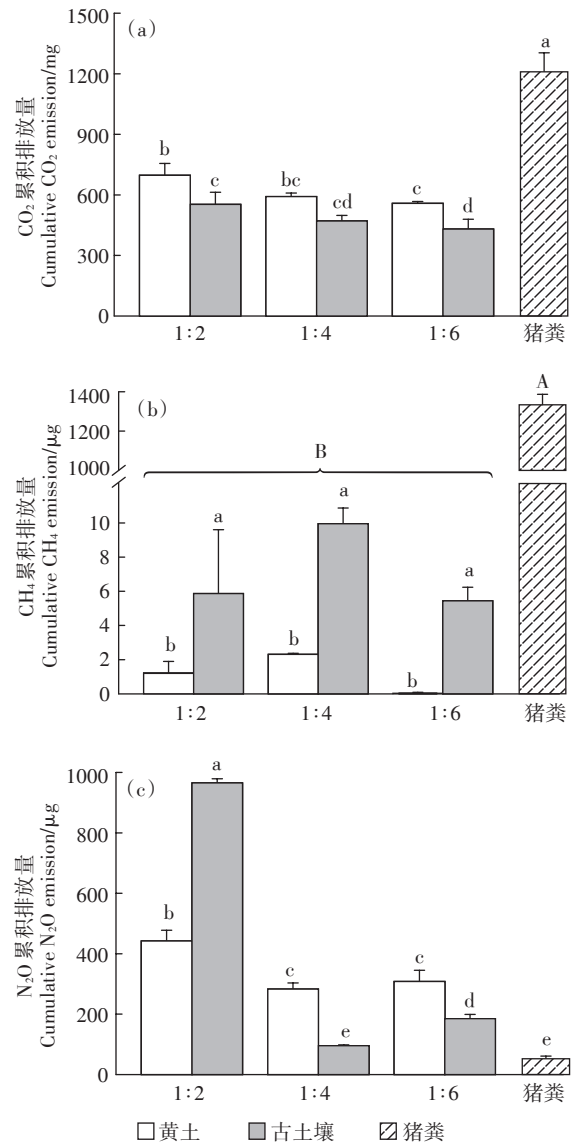 (a)
CO₂累积排放量
Cumulative CO₂ emission/mg
1500
1200
900
600
300
0
b
c
bc
cd
c
d
a
1:2
1:4
1:6
猪粪
(b)
CH₄累积排放量
Cumulative CH₄ emission/μg
1400
1200
1000
10
8
6
4
2
0
A
B
b
a
b
a
b
a
1:2
1:4
1:6
猪粪
(c)
N₂O累积排放量
Cumulative N₂O emission/μg
1000
800
600
400
200
0
b
a
c
e
c
d
e
1:2
1:4
1:6
猪粪
黄土 古土壤 猪粪